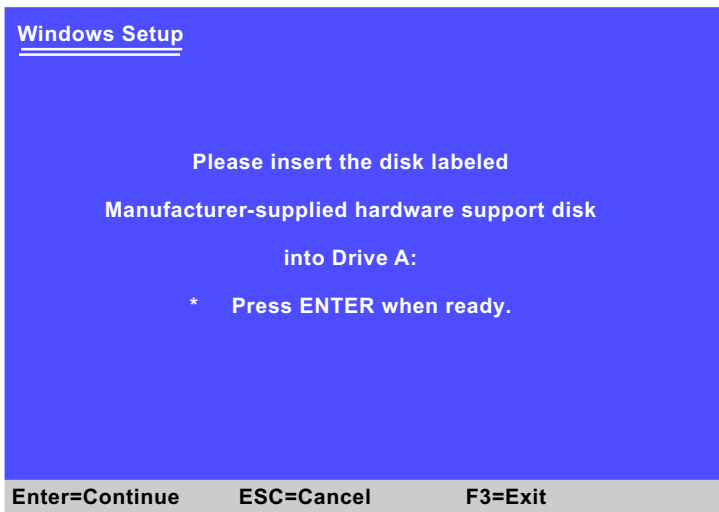 Windows Setup
Please insert the disk labeled
Manufacturer-supplied hardware support disk
into Drive A:
* Press ENTER when ready.
Enter=Continue ESC=Cancel F3=Exit